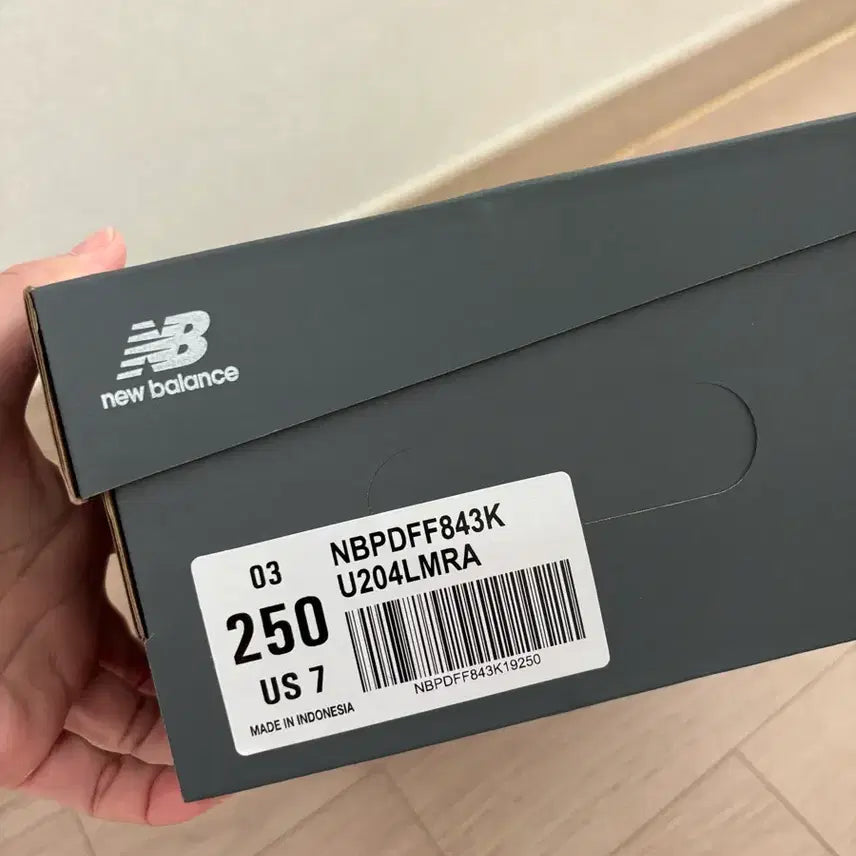 NB
new balance
03
250
US 7
MADE IN INDONESIA
NBPDFF843K
U204LMRA
NBPDFF843K19250